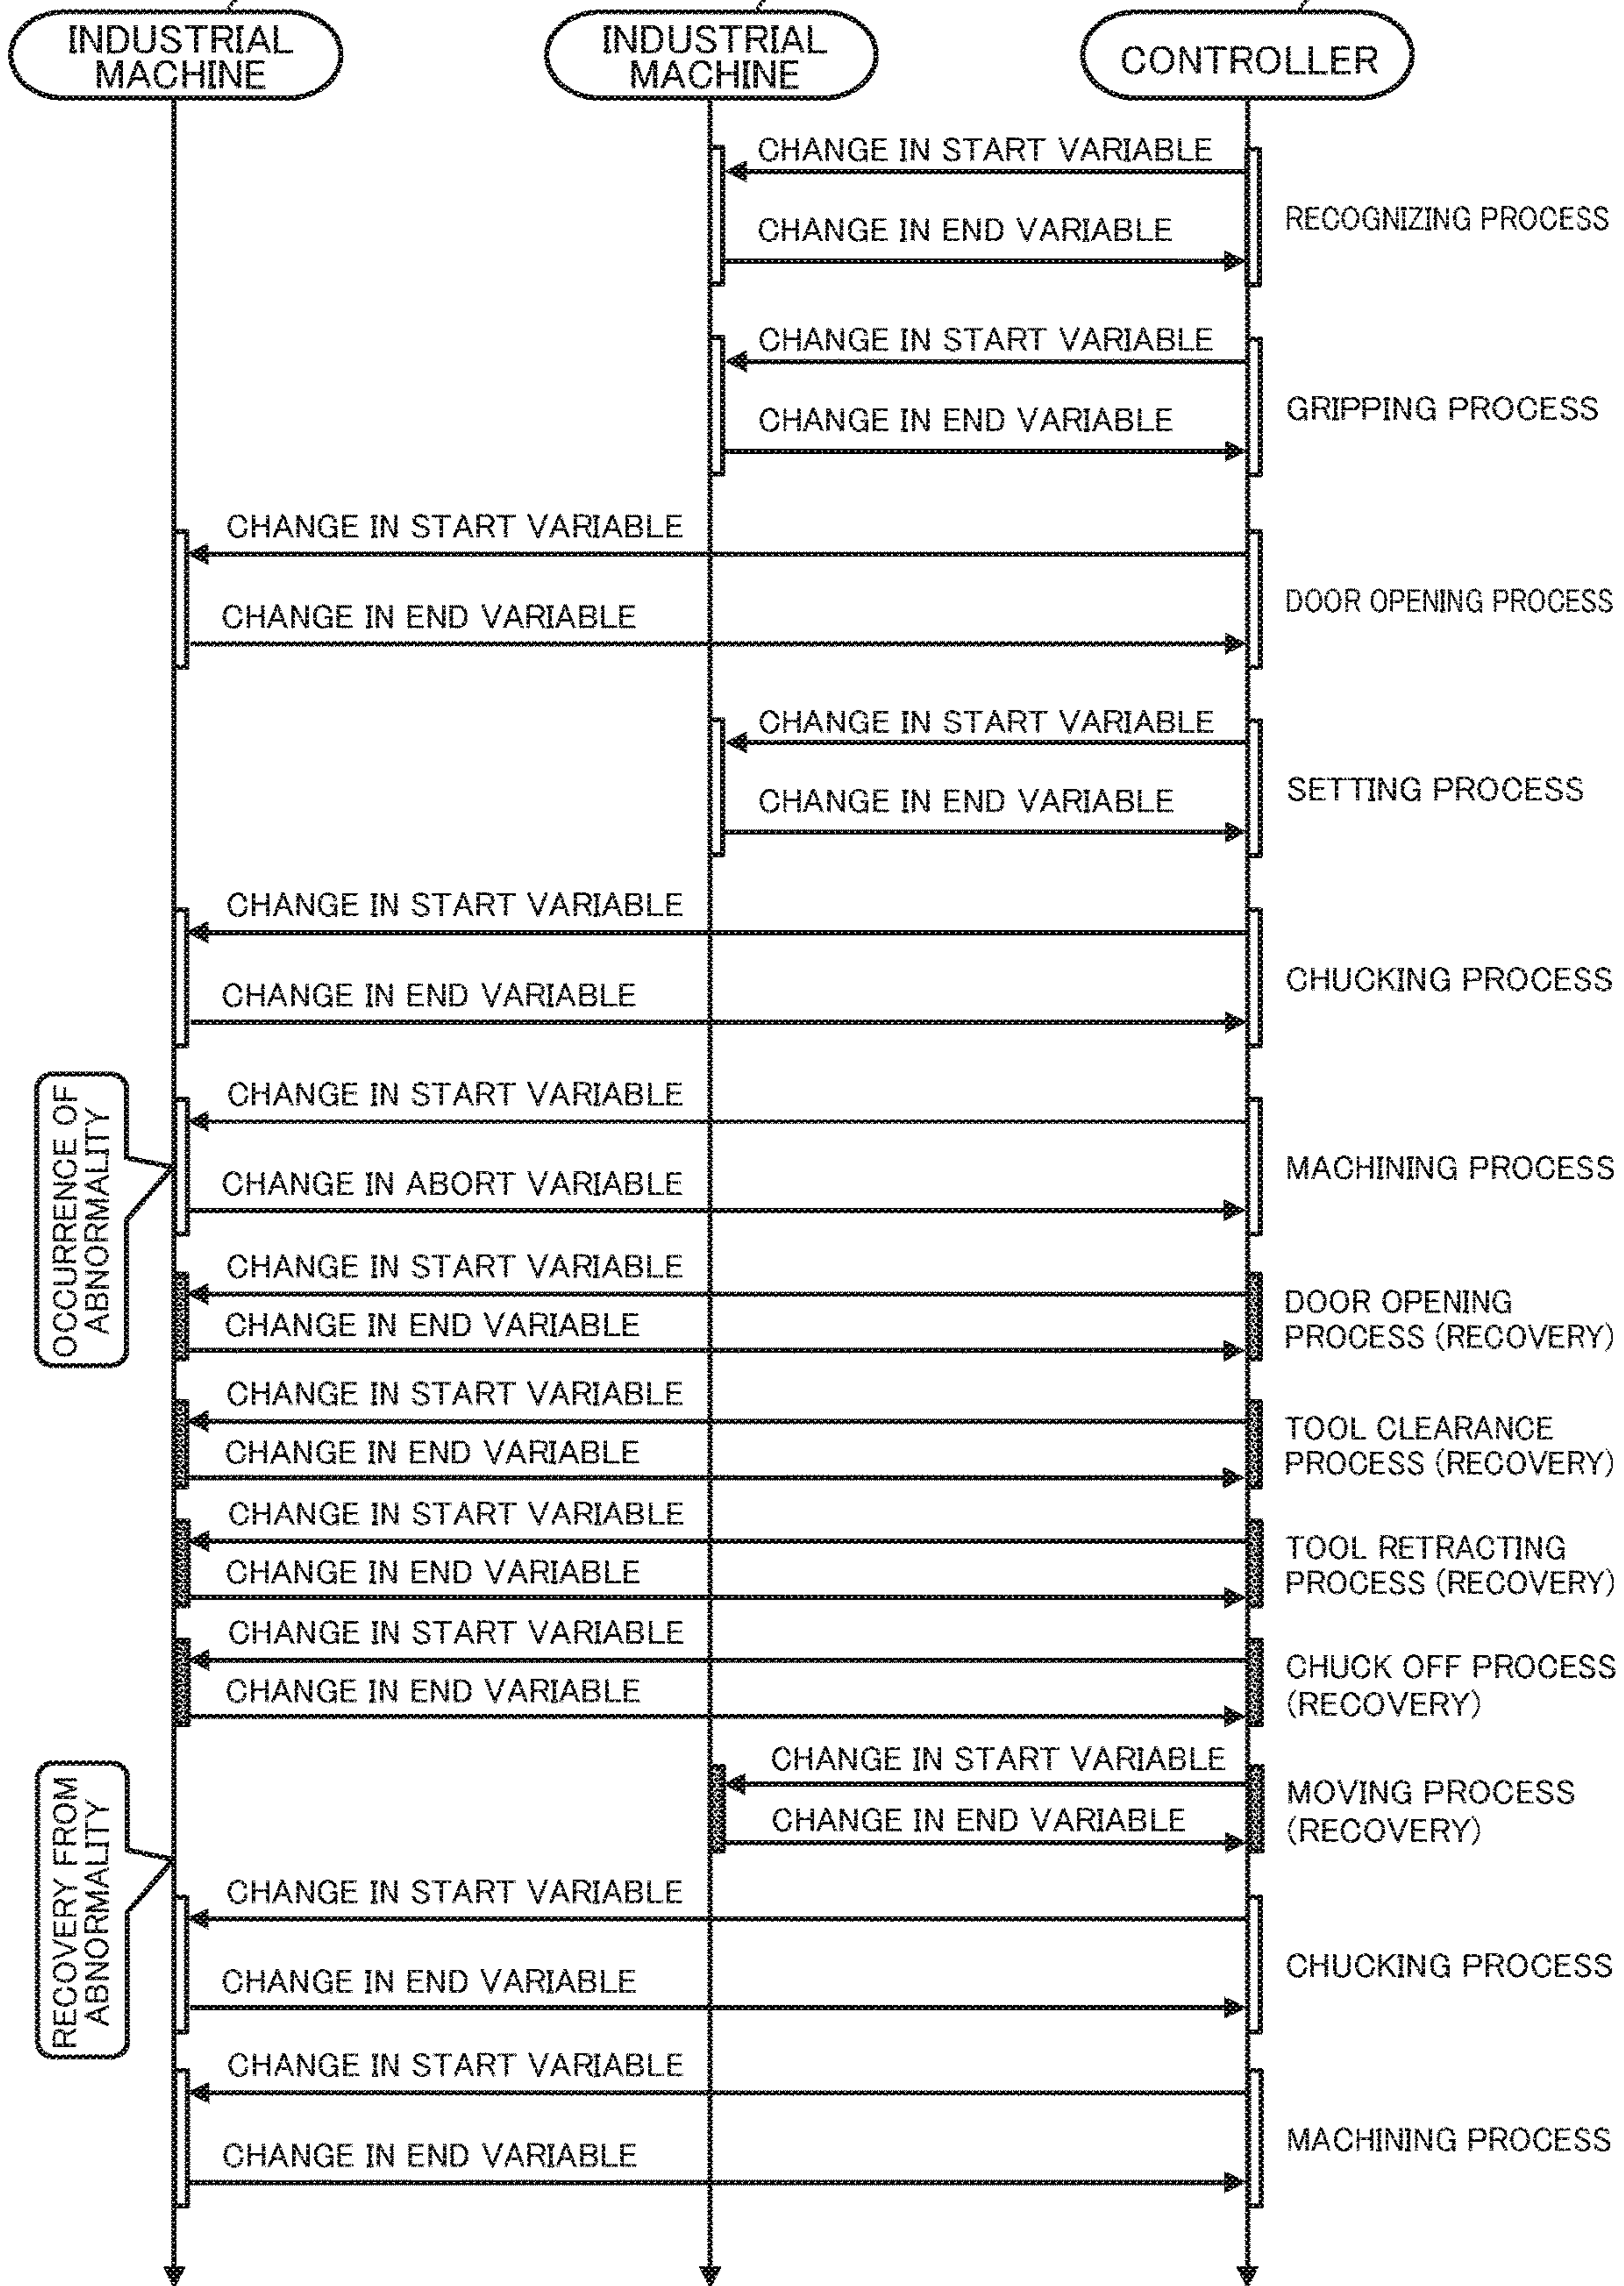 INDUSTRIAL
MACHINE
INDUSTRIAL
MACHINE
CONTROLLER
CHANGE IN START VARIABLE
CHANGE IN END VARIABLE
RECOGNIZING PROCESS
CHANGE IN START VARIABLE
CHANGE IN END VARIABLE
GRIPPING PROCESS
CHANGE IN START VARIABLE
CHANGE IN END VARIABLE
DOOR OPENING PROCESS
CHANGE IN START VARIABLE
CHANGE IN END VARIABLE
SETTING PROCESS
CHANGE IN START VARIABLE
CHANGE IN END VARIABLE
CHUCKING PROCESS
OCCURRENCE OF
ABNORMALITY
CHANGE IN START VARIABLE
CHANGE IN ABORT VARIABLE
MACHINING PROCESS
CHANGE IN START VARIABLE
CHANGE IN END VARIABLE
DOOR OPENING
PROCESS (RECOVERY)
CHANGE IN START VARIABLE
CHANGE IN END VARIABLE
TOOL CLEARANCE
PROCESS (RECOVERY)
CHANGE IN START VARIABLE
CHANGE IN END VARIABLE
TOOL RETRACTING
PROCESS (RECOVERY)
CHANGE IN START VARIABLE
CHANGE IN END VARIABLE
CHUCK OFF PROCESS
(RECOVERY)
CHANGE IN START VARIABLE
CHANGE IN END VARIABLE
MOVING PROCESS
(RECOVERY)
RECOVERY FROM
ABNORMALITY
CHANGE IN START VARIABLE
CHANGE IN END VARIABLE
CHUCKING PROCESS
CHANGE IN START VARIABLE
CHANGE IN END VARIABLE
MACHINING PROCESS